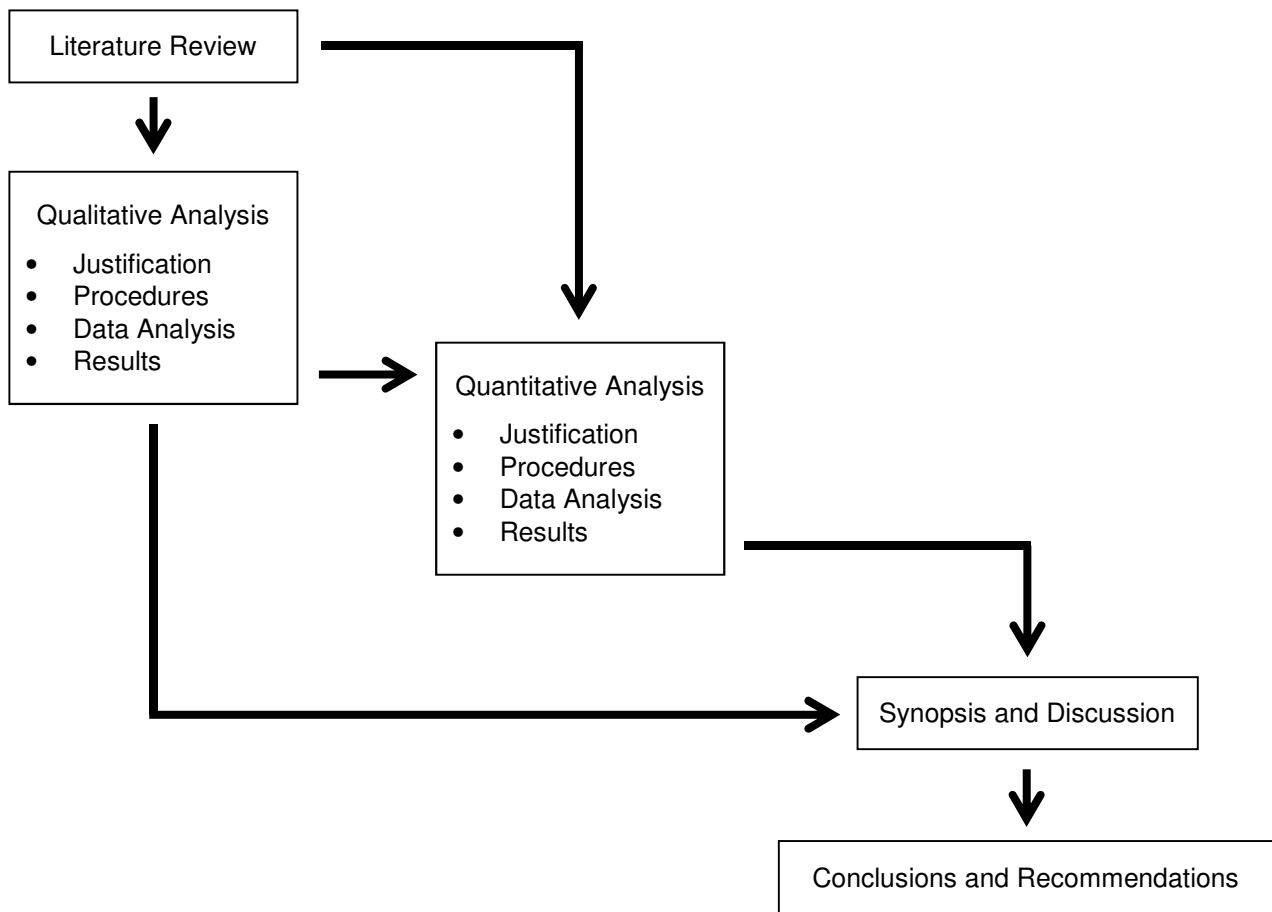 Literature Review
Qualitative Analysis
• Justification
• Procedures
• Data Analysis
• Results
Quantitative Analysis
• Justification
• Procedures
• Data Analysis
• Results
Synopsis and Discussion
Conclusions and Recommendations